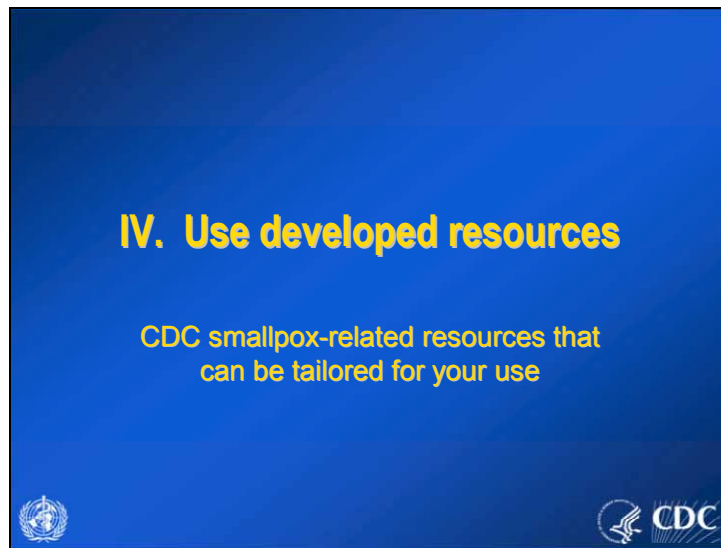 IV. Use developed resources
CDC smallpox-related resources that
can be tailored for your use
CDC